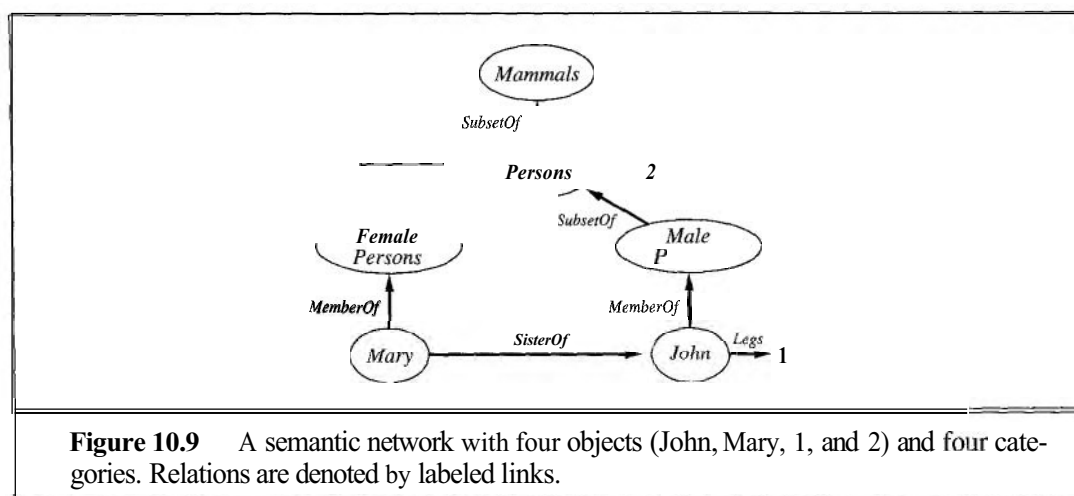 Mammals
SubsetOf
Persons 2
SubsetOf
Female
Persons
Male
P
MemberOf
MemberOf
Mary
SisterOf
John
Legs
1
Figure 10.9 A semantic network with four objects (John, Mary, 1, and 2) and four cate-
gories. Relations are denoted by labeled links.